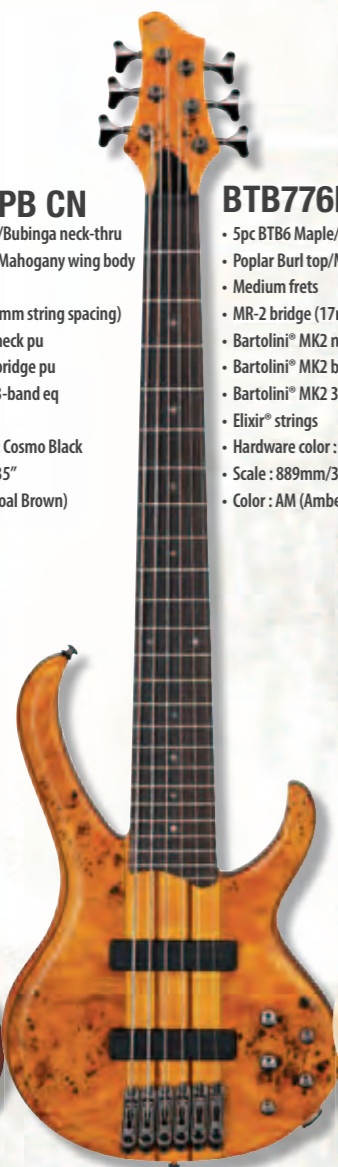 PB CN
/Bubinga neck-thru
Mahogany wing body
mm string spacing)
neck pu
bridge pu
3-band eq
: Cosmo Black
35”
oal Brown)
BTB776
• 5pc BTB6 Maple/
• Poplar Burl top/M
• Medium frets
• MR-2 bridge (17
• Bartolini® MK2 n
• Bartolini® MK2 b
• Bartolini® MK2 3
• Elixir® strings
• Hardware color :
• Scale : 889mm/3
• Color : AM (Ambe